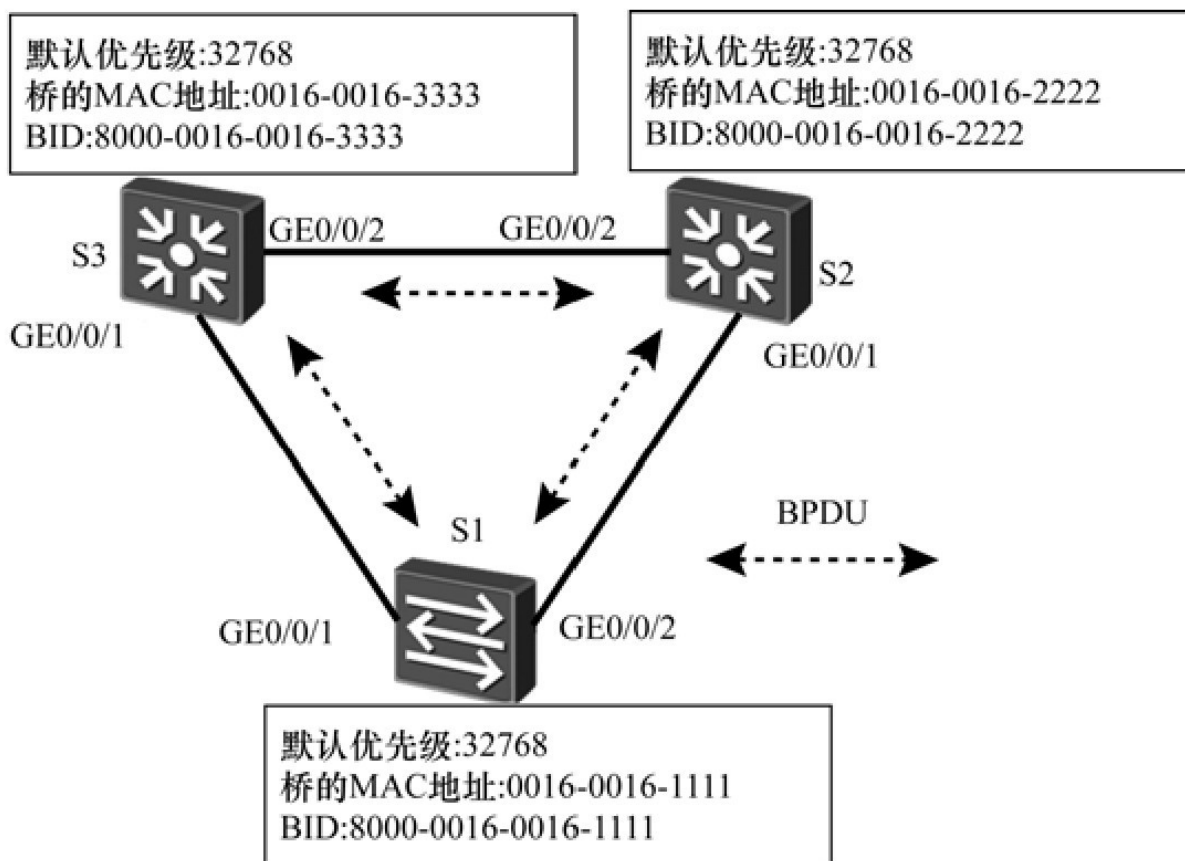 默认优先级:32768
桥的MAC地址:0016-0016-3333
BID:8000-0016-0016-3333
默认优先级:32768
桥的MAC地址:0016-0016-2222
BID:8000-0016-0016-2222
GE0/0/2
GE0/0/2
S3
S2
GE0/0/1
GE0/0/1
S1
BPDU
GE0/0/1
GE0/0/2
默认优先级:32768
桥的MAC地址:0016-0016-1111
BID:8000-0016-0016-1111